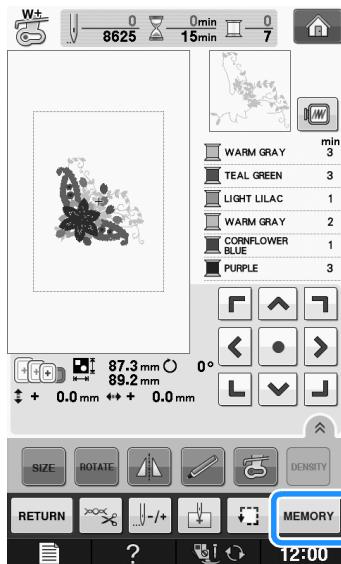 W+
0
8625
0min
15min
0
7
min
WARM GRAY 3
TEAL GREEN 3
LIGHT LILAC 1
WARM GRAY 2
CORNFLOWER
BLUE 1
PURPLE 3
87.3 mm 0°
89.2 mm
+ 0.0 mm + 0.0 mm
SIZE ROTATE DENSITY
RETURN -/+ MEMORY
? 12:00